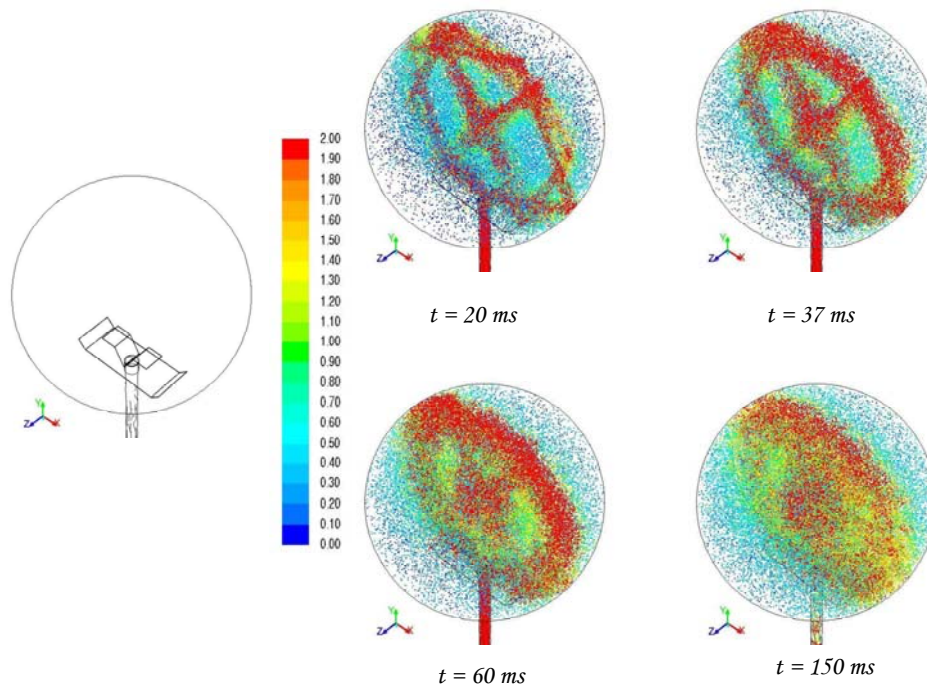 Y
Z
X
2.00
1.90
1.80
1.70
1.60
1.50
1.40
1.30
1.20
1.10
1.00
0.90
0.80
0.70
0.60
0.50
0.40
0.30
0.20
0.10
0.00
Y
Z
X
t = 20 ms
Y
Z
X
t = 37 ms
Y
Z
X
t = 60 ms
Y
Z
X
t = 150 ms